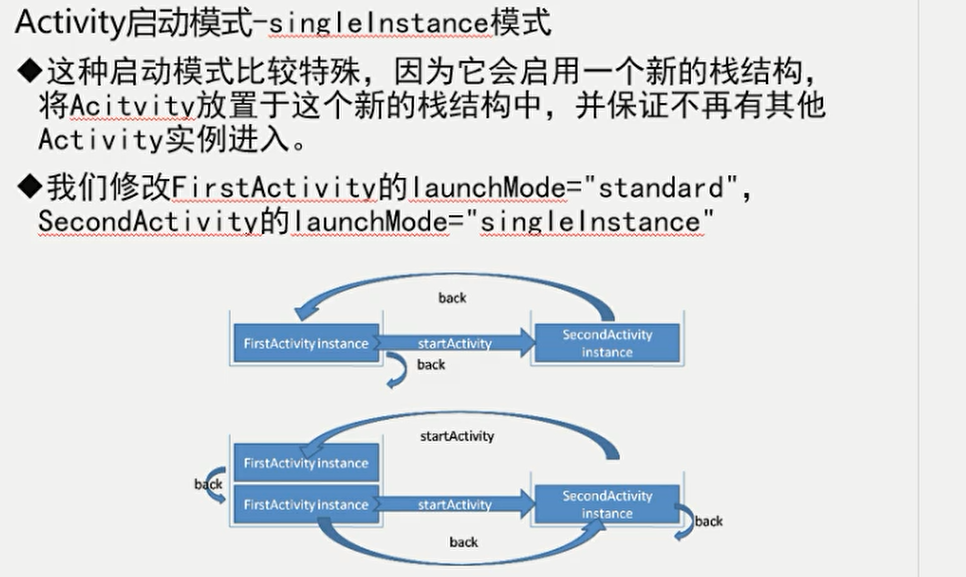 Activity启动模式-singleInstance模式
◆这种启动模式比较特殊，因为它会启用一个新的栈结构，
将Acitvity放置于这个新的栈结构中，并保证不再有其他
Activity实例进入。
◆我们修改FirstActivity的launchMode="standard"，
SecondActivity的launchMode="singleInstance"
back
FirstActivity instance
startActivity
SecondActivity
instance
back
startActivity
FirstActivity instance
back
FirstActivity instance
startActivity
SecondActivity
instance
back
back